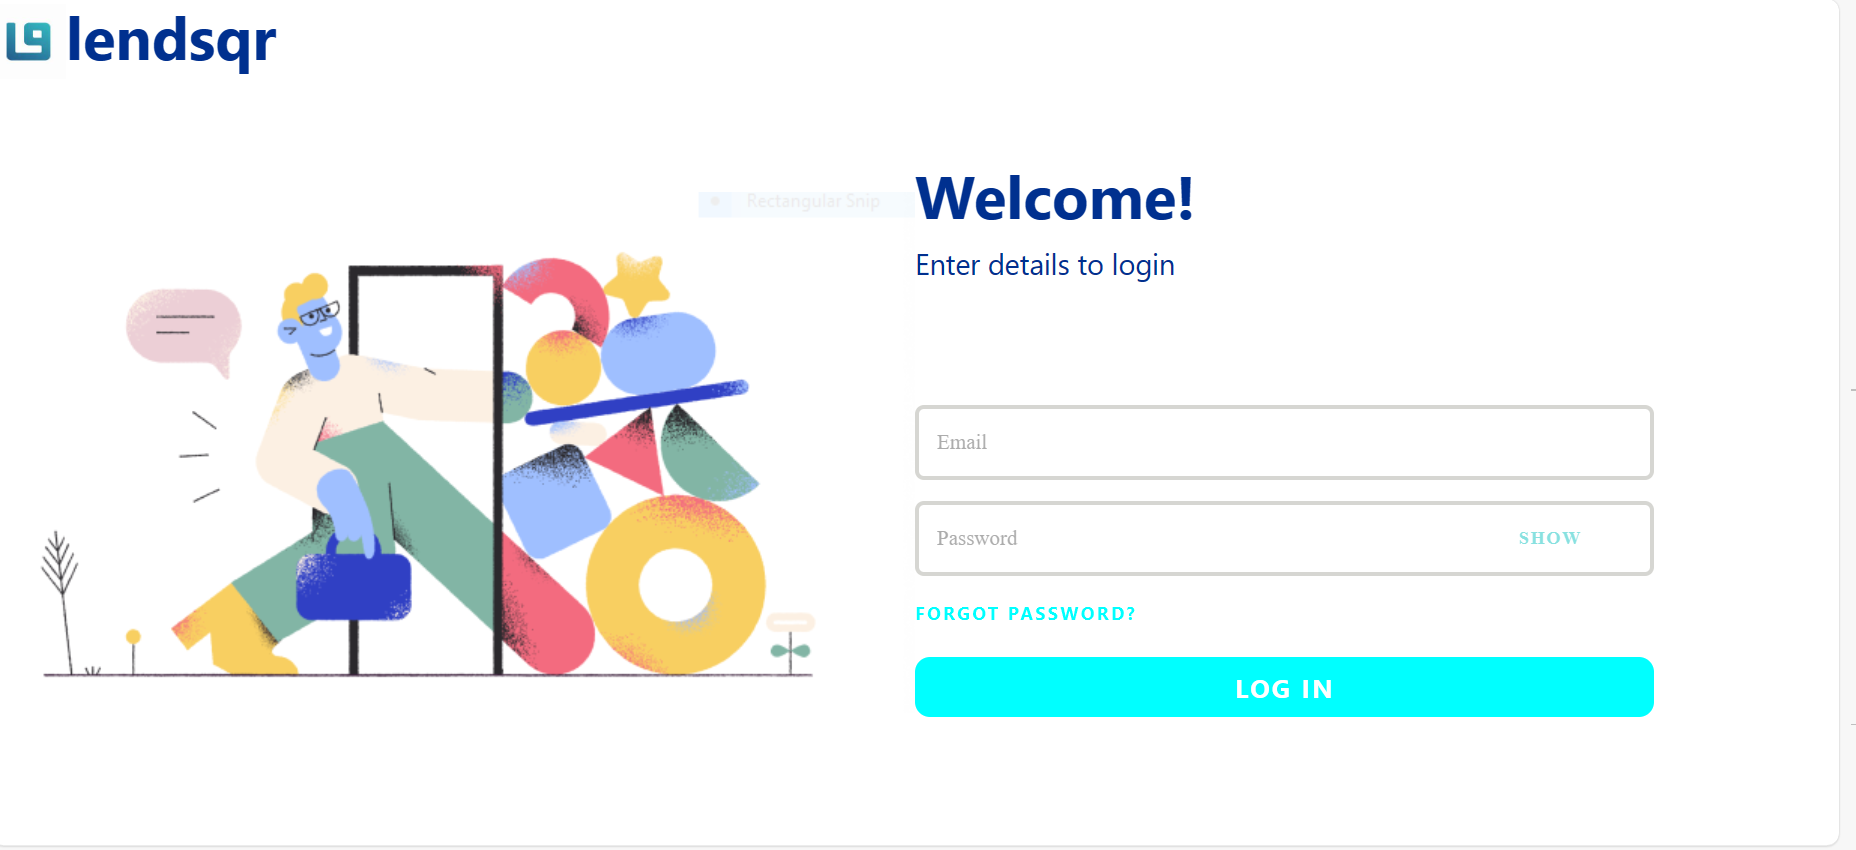 lendsqr
Rectangular Snip
Welcome!
Enter details to login
Email
Password
SHOW
FORGOT PASSWORD?
LOG IN